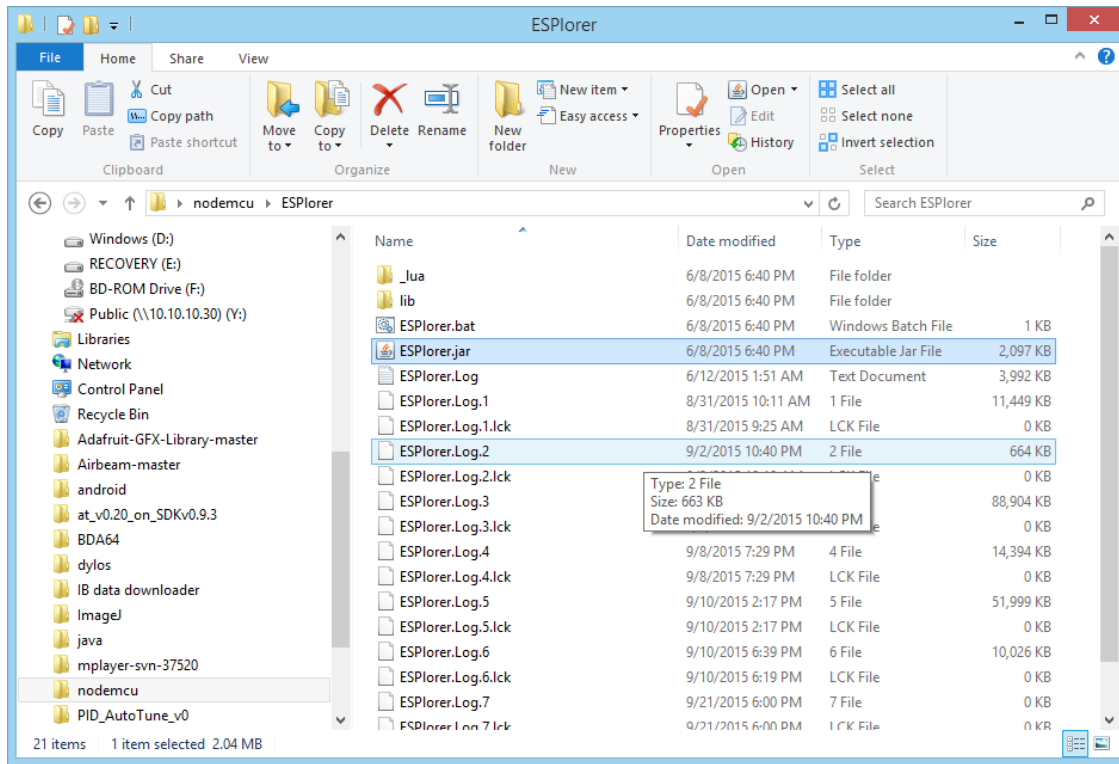 ESPlorer
File Home Share View
Copy
Paste
Cut
Copy path
Paste shortcut
Clipboard
Move to
Copy to
Delete
Rename
Organize
New folder
New item
Easy access
New
Properties
Open
Edit
History
Open
Select all
Select none
Invert selection
Select
nodemcu ESPlorer
Search ESPlorer
Windows (D:)
RECOVERY (E:)
BD-ROM Drive (F:)
Public (\\10.10.10.30) (Y:)
Libraries
Network
Control Panel
Recycle Bin
Adafruit-GFX-Library-master
Airbeam-master
android
at_v0.20_on_SDKv0.9.3
BDA64
dylos
IB data downloader
ImageJ
java
mplayer-svn-37520
nodemcu
PID_AutoTune_v0
Name Date modified Type Size
_lua 6/8/2015 6:40 PM File folder
lib 6/8/2015 6:40 PM File folder
ESPlorer.bat 6/8/2015 6:40 PM Windows Batch File 1 KB
ESPlorer.jar 6/8/2015 6:40 PM Executable Jar File 2,097 KB
ESPlorer.Log 6/12/2015 1:51 AM Text Document 3,992 KB
ESPlorer.Log.1 8/31/2015 10:11 AM 1 File 11,449 KB
ESPlorer.Log.1.lck 8/31/2015 9:25 AM LCK File 0 KB
ESPlorer.Log.2 9/2/2015 10:40 PM 2 File 664 KB
ESPlorer.Log.2.lck 0 KB
Type: 2 File
Size: 663 KB
Date modified: 9/2/2015 10:40 PM
ESPlorer.Log.3 88,904 KB
ESPlorer.Log.3.lck 0 KB
ESPlorer.Log.4 9/8/2015 7:29 PM 4 File 14,394 KB
ESPlorer.Log.4.lck 9/8/2015 7:29 PM LCK File 0 KB
ESPlorer.Log.5 9/10/2015 2:17 PM 5 File 51,999 KB
ESPlorer.Log.5.lck 9/10/2015 2:17 PM LCK File 0 KB
ESPlorer.Log.6 9/10/2015 6:39 PM 6 File 10,026 KB
ESPlorer.Log.6.lck 9/10/2015 6:19 PM LCK File 0 KB
ESPlorer.Log.7 9/21/2015 6:00 PM 7 File 0 KB
ESPlorer.Log.7.lck 9/21/2015 6:00 PM LCK File 0 KB
21 items 1 item selected 2.04 MB